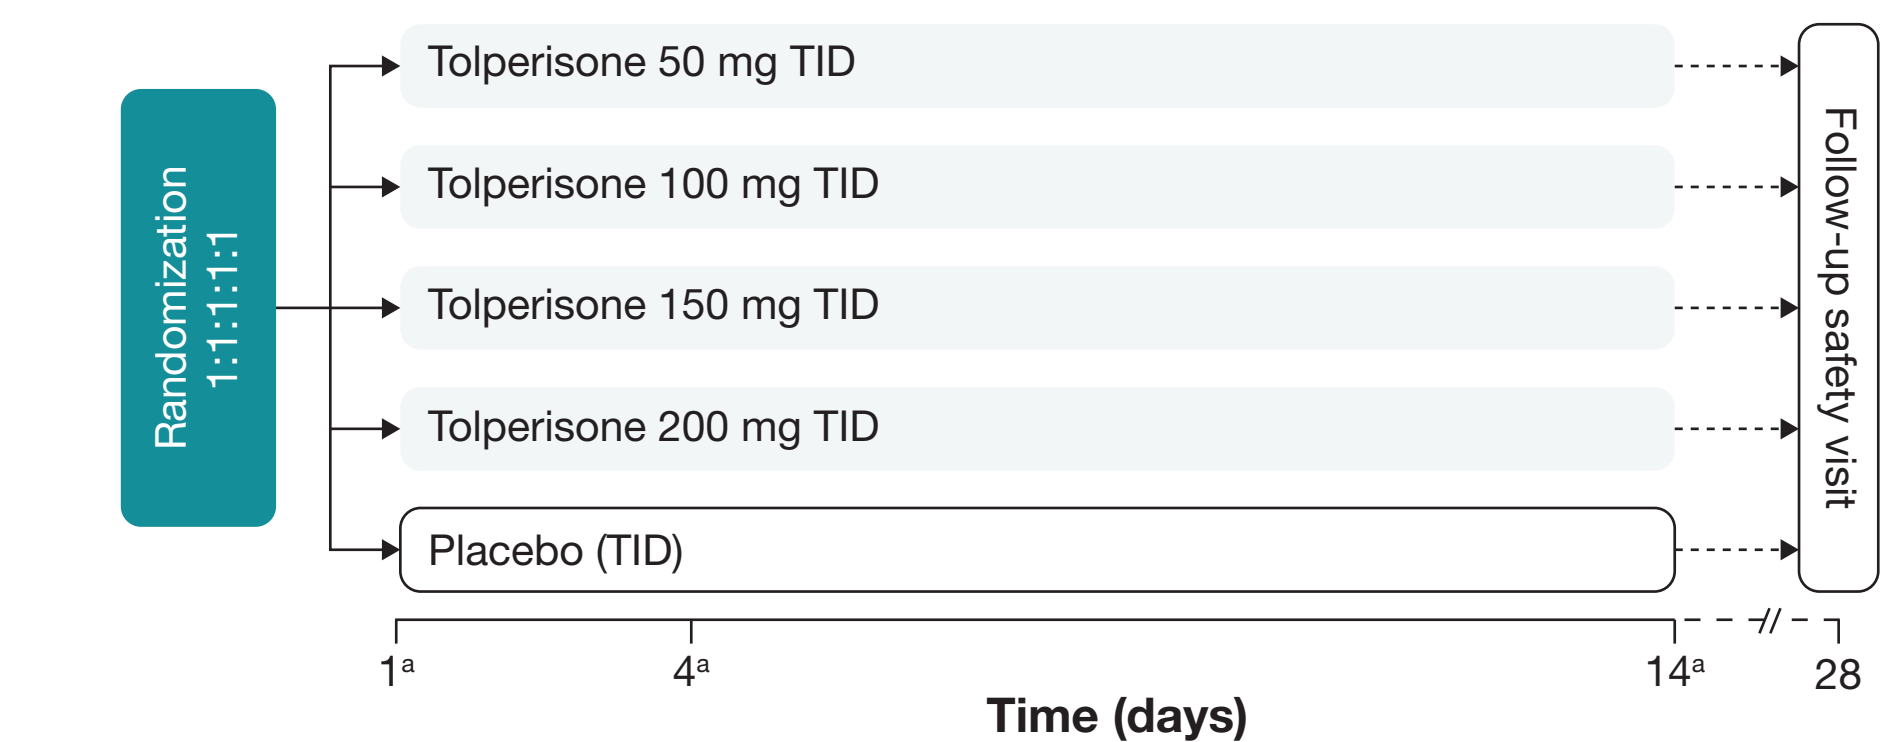 Randomization
1:1:1:1:1
Tolperisone 50 mg TID
Tolperisone 100 mg TID
Tolperisone 150 mg TID
Tolperisone 200 mg TID
Placebo (TID)
Follow-up safety visit
1ᵃ 4ᵃ 14ᵃ 28
Time (days)